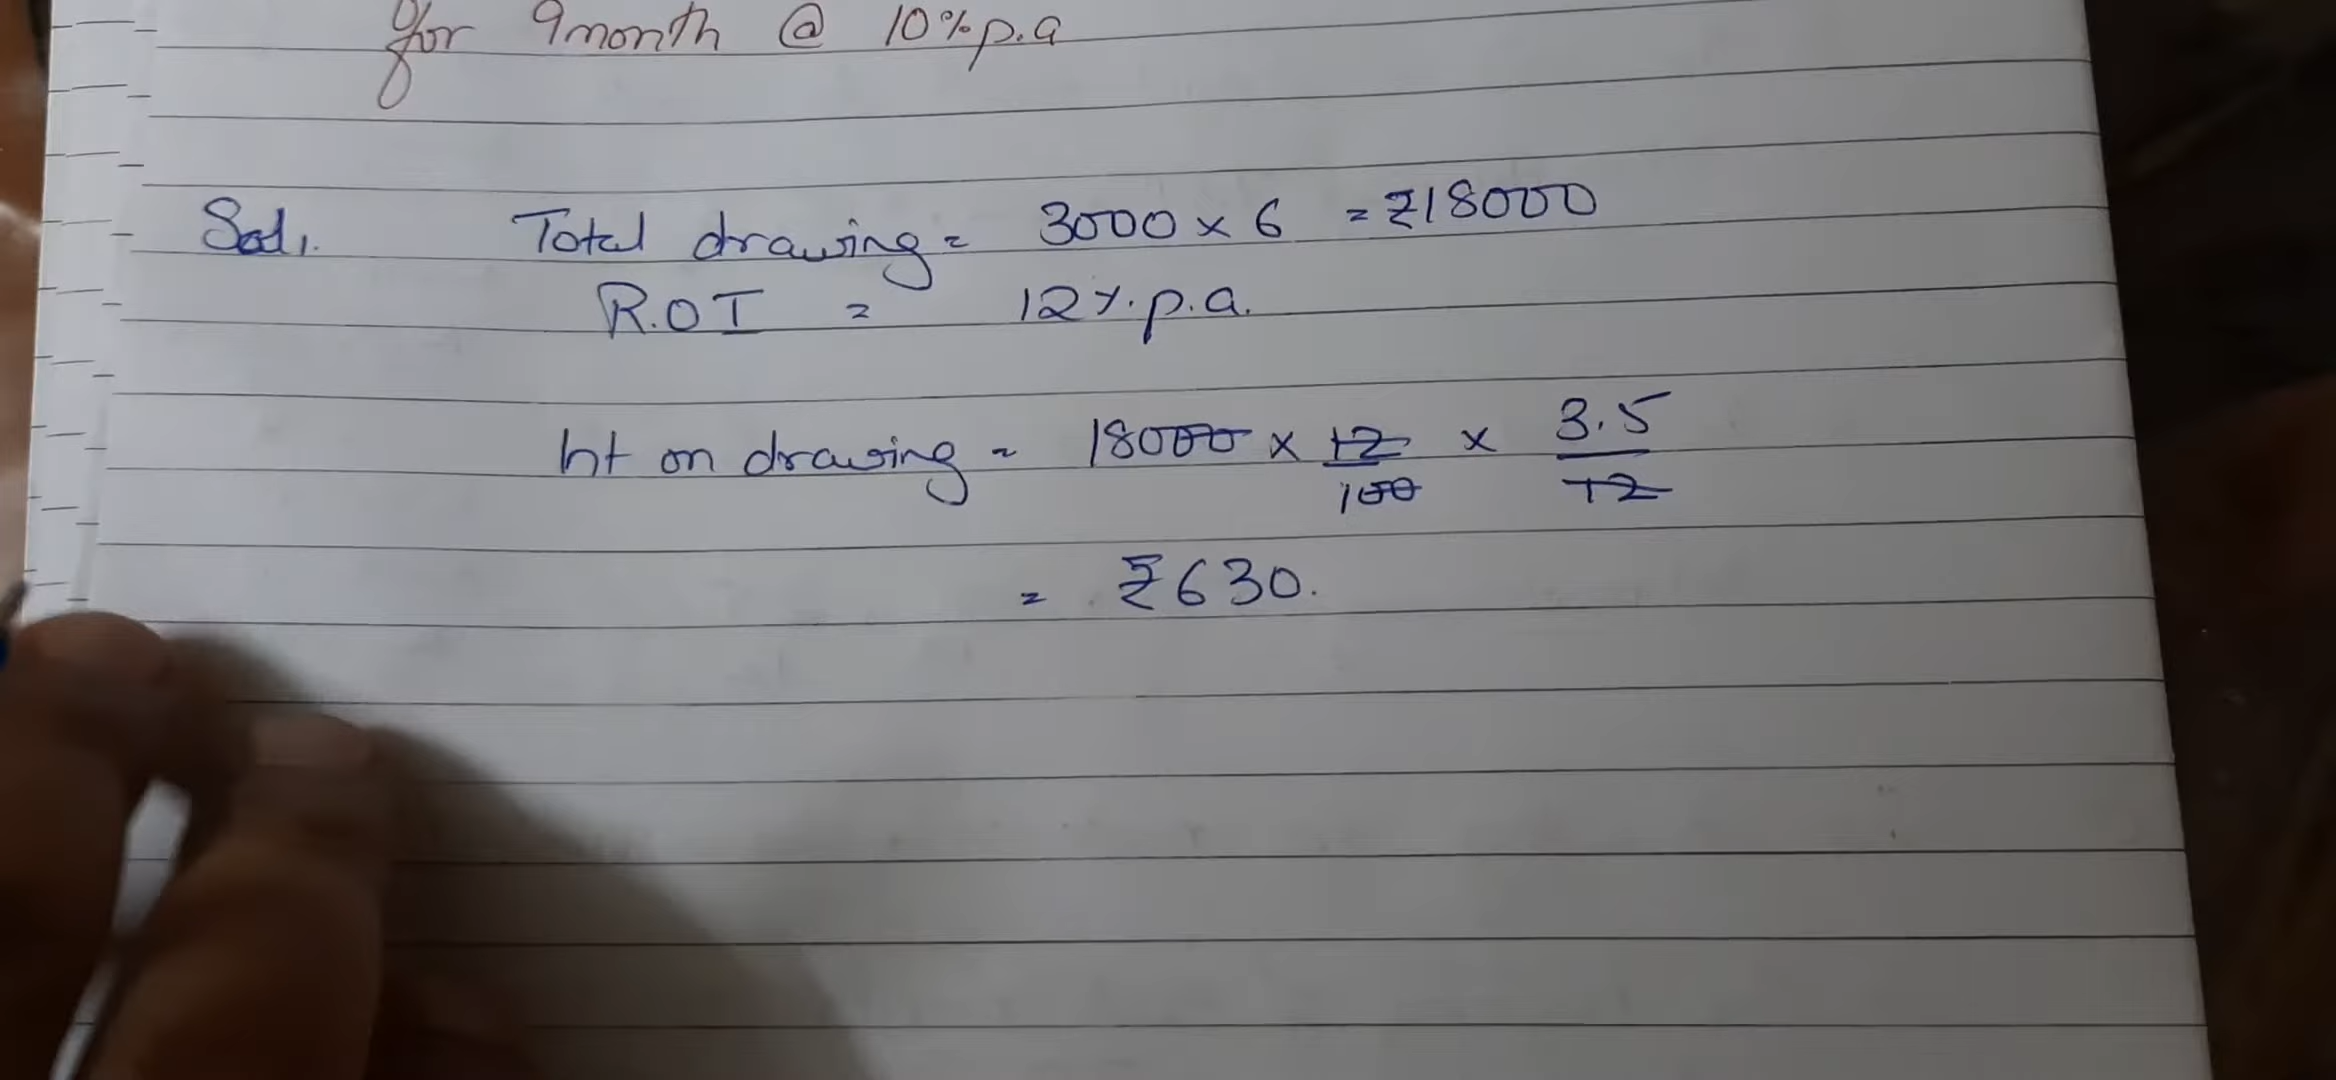 for 9month @ 10% p.a
Sol1. Total drawing = 3000 x 6 = ₹18000
R.O.I = 12%.p.a.
Int on drawing = 18000 x 12/100 x 3.5/12
= ₹630.